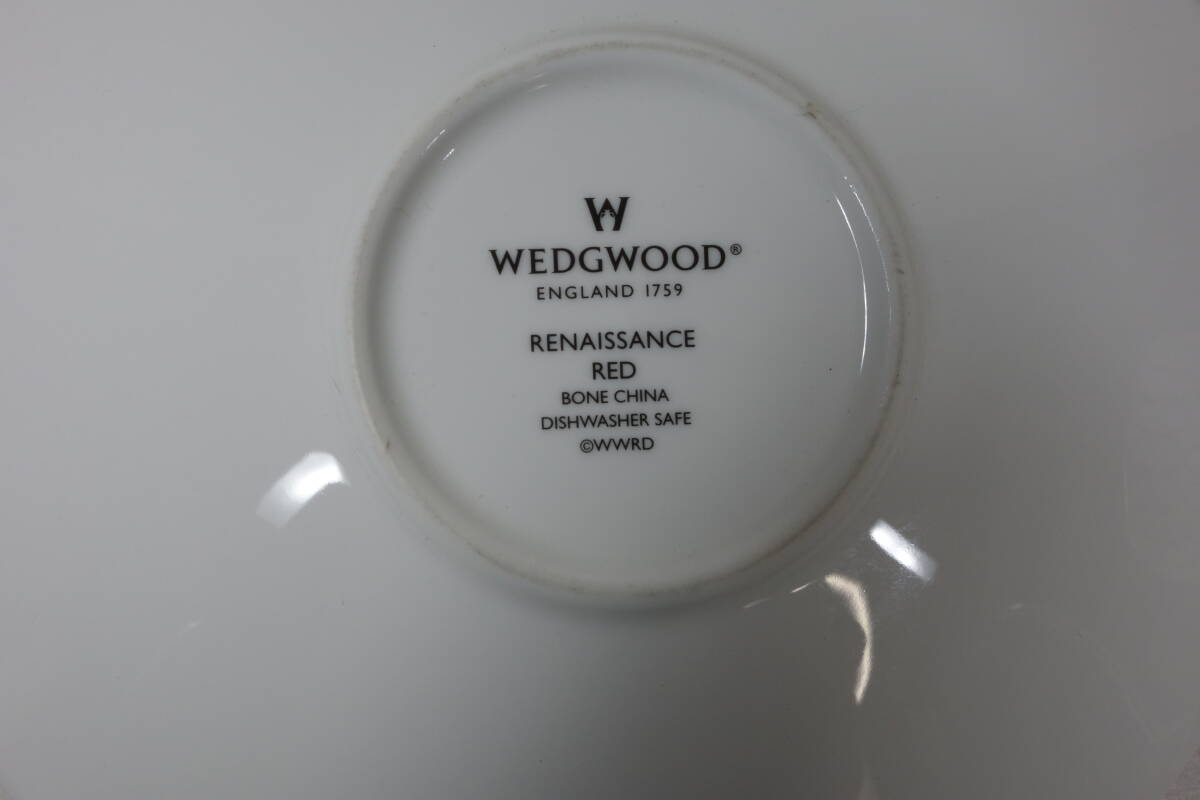 W
WEDGWOOD®
ENGLAND 1759
RENAISSANCE
RED
BONE CHINA
DISHWASHER SAFE
©WWRD